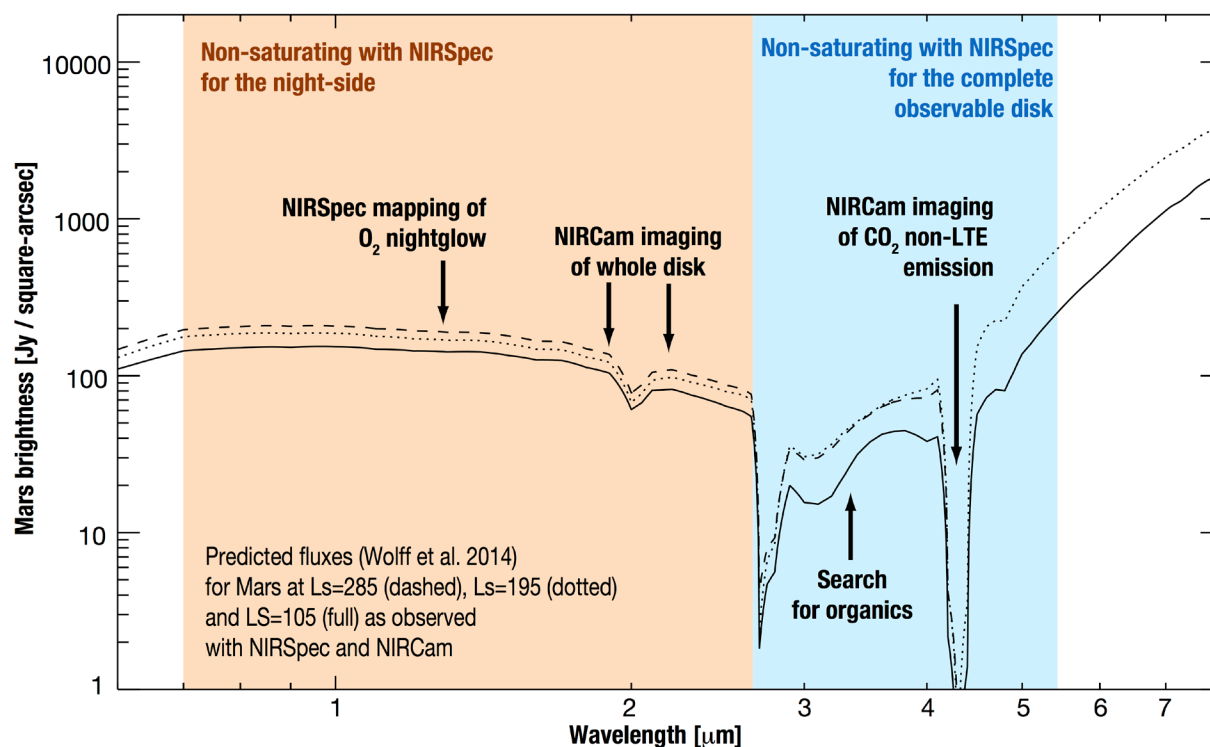 Non-saturating with NIRSpec
for the night-side
Non-saturating with NIRSpec
for the complete
observable disk
NIRSpec mapping of
O2 nightglow
NIRCam imaging
of whole disk
NIRCam imaging
of CO2 non-LTE
emission
Search
for organics
Predicted fluxes (Wolff et al. 2014)
for Mars at Ls=285 (dashed), Ls=195 (dotted)
and LS=105 (full) as observed
with NIRSpec and NIRCam
Mars brightness [Jy / square-arcsec]
10000
1000
100
10
1
1
2
3
4
5
6
7
Wavelength [μm]